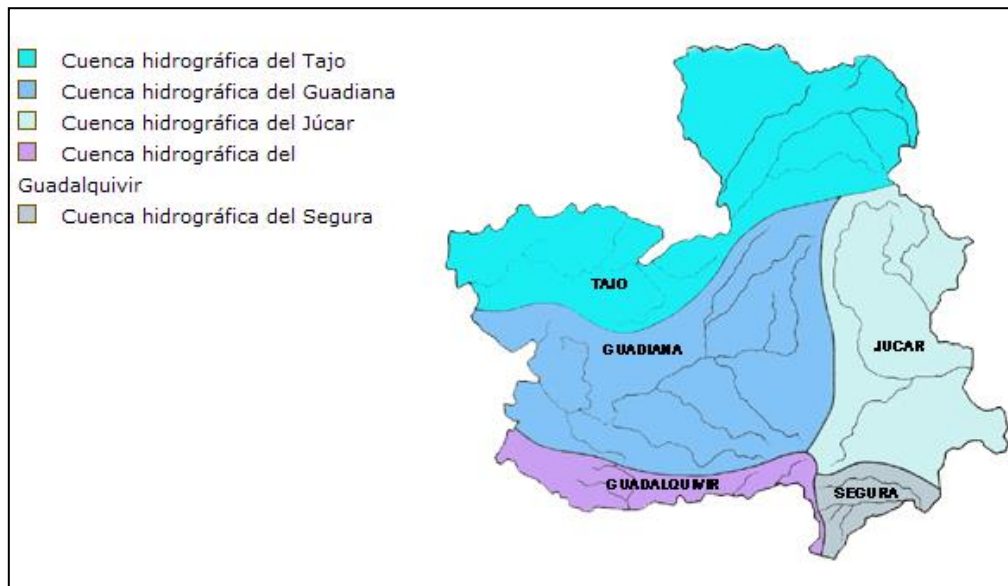 Cuenca hidrográfica del Tajo
Cuenca hidrográfica del Guadiana
Cuenca hidrográfica del Júcar
Cuenca hidrográfica del
Guadalquivir
Cuenca hidrográfica del Segura
TAJO
GUADIANA
JUCAR
GUADALQUIVIR
SEGURA